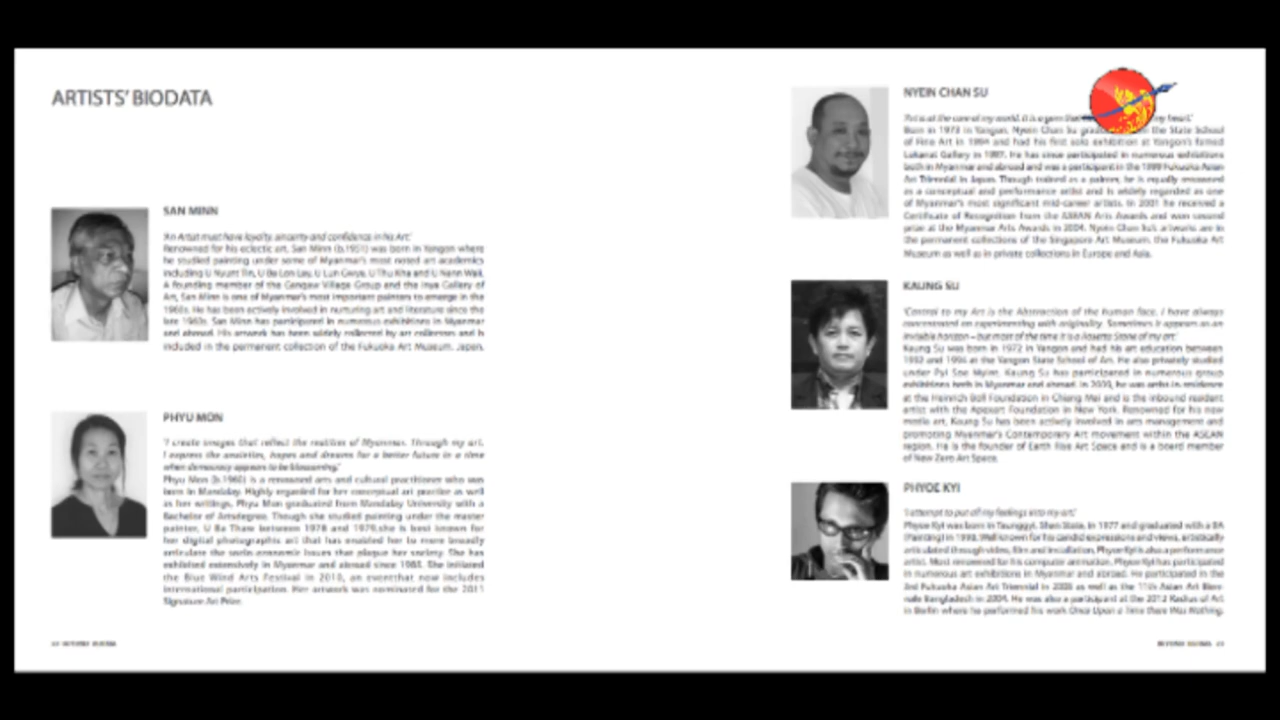 ARTISTS' BIODATA
SAN MINN
'An Artist must have loyalty, sincerity and confidence in his Art.'
Renowned for his eclectic art, San Minn (b.1951) was born in Yangon where
he studied painting under some of Myanmar's most noted art academics
including U Nyunt Tin, U Ba Lon Lay, U Lun Gywe, U Thu Kha and U Nann Waii.
A founding member of the Gangaw Village Group and the Inya Gallery of
Art, San Minn is one of Myanmar's most important painters to emerge in the
1960s. He has been actively involved in nurturing art and literature since the
late 1960s. San Minn has participated in numerous exhibitions in Myanmar
and abroad. His artwork has been widely collected by art collectors and is
included in the permanent collection of the Fukuoka Art Museum, Japan.
PHYU MON
'I create images that reflect the realities of Myanmar. Through my art,
I express the anxieties, hopes and dreams for a better future in a time
when democracy appears to be blossoming.'
Phyu Mon (b.1960) is a renowned arts and cultural practitioner who was
born in Mandalay. Highly regarded for her conceptual art practice as well
as her writings, Phyu Mon graduated from Mandalay University with a
Bachelor of Artsdegree. Though she studied painting under the master
painter, U Ba Thaw between 1978 and 1979,she is best known for
her digital photographic art that has enabled her to more broadly
articulate the socio-economic issues that plague her society. She has
exhibited extensively in Myanmar and abroad since 1985. She initiated
the Blue Wind Arts Festival in 2010, an eventthat now includes
international participation. Her artwork was nominated for the 2011
Signature Art Prize.
NYEIN CHAN SU
'Art is at the core of my world. It is a gem that my heart.'
Born in 1973 in Yangon, Nyein Chan Su the State School
of Fine Art in 1994 and had his first solo exhibition at Yangon's famed
Lokanat Gallery in 1997. He has since participated in numerous exhibitions
both in Myanmar and abroad and was a participant in the 1999 Fukuoka Asian
Art Triennial in Japan. Though trained as a painter, he is equally renowned
as a conceptual and performance artist and is widely regarded as one
of Myanmar's most significant mid-career artists. In 2001 he received a
Certificate of Recognition from the ASEAN Arts Awards and won second
prize at the Myanmar Arts Awards in 2004. Nyein Chan Su's artworks are in
the permanent collections of the Singapore Art Museum, the Fukuoka Art
Museum as well as in private collections in Europe and Asia.
KAUNG SU
'Central to my Art is the Abstraction of the human face. I have always
concentrated on experimenting with originality. Sometimes it appears as an
invisible horizon – but most of the time it is a Rosetta Stone of my art.'
Kaung Su was born in 1972 in Yangon and had his art education between
1992 and 1994 at the Yangon State School of Art. He also privately studied
under Pyi Soe Myint. Kaung Su has participated in numerous group
exhibitions both in Myanmar and abroad. In 2009, he was artist-in-residence
at the Heinrich Boll Foundation in Chiang Mei and is the inbound resident
artist with the Apexart Foundation in New York. Renowned for his new
media art, Kaung Su has been actively involved in arts management and
promoting Myanmar's Contemporary Art movement within the ASEAN
region. He is the founder of Earth Rise Art Space and is a board member
of New Zero Art Space.
PHYOE KYI
'I attempt to put all my feelings into my art.'
Phyoe Kyi was born in Taunggyi, Shan State, in 1977 and graduated with a BA
(Painting) in 1998. Well known for his candid expressions and views, artistically
articulated through video, film and installation, Phyoe Kyi is also a performance
artist. Most renowned for his computer animation, Phyoe Kyi has participated
in numerous art exhibitions in Myanmar and abroad. He participated in the
3rd Fukuoka Asian Art Triennial in 2005 as well as the 11th Asian Art Bien-
nale Bangladesh in 2004. He was also a participant at the 2012 Radius of Art
in Berlin where he performed his work Once Upon a Time there Was Nothing.